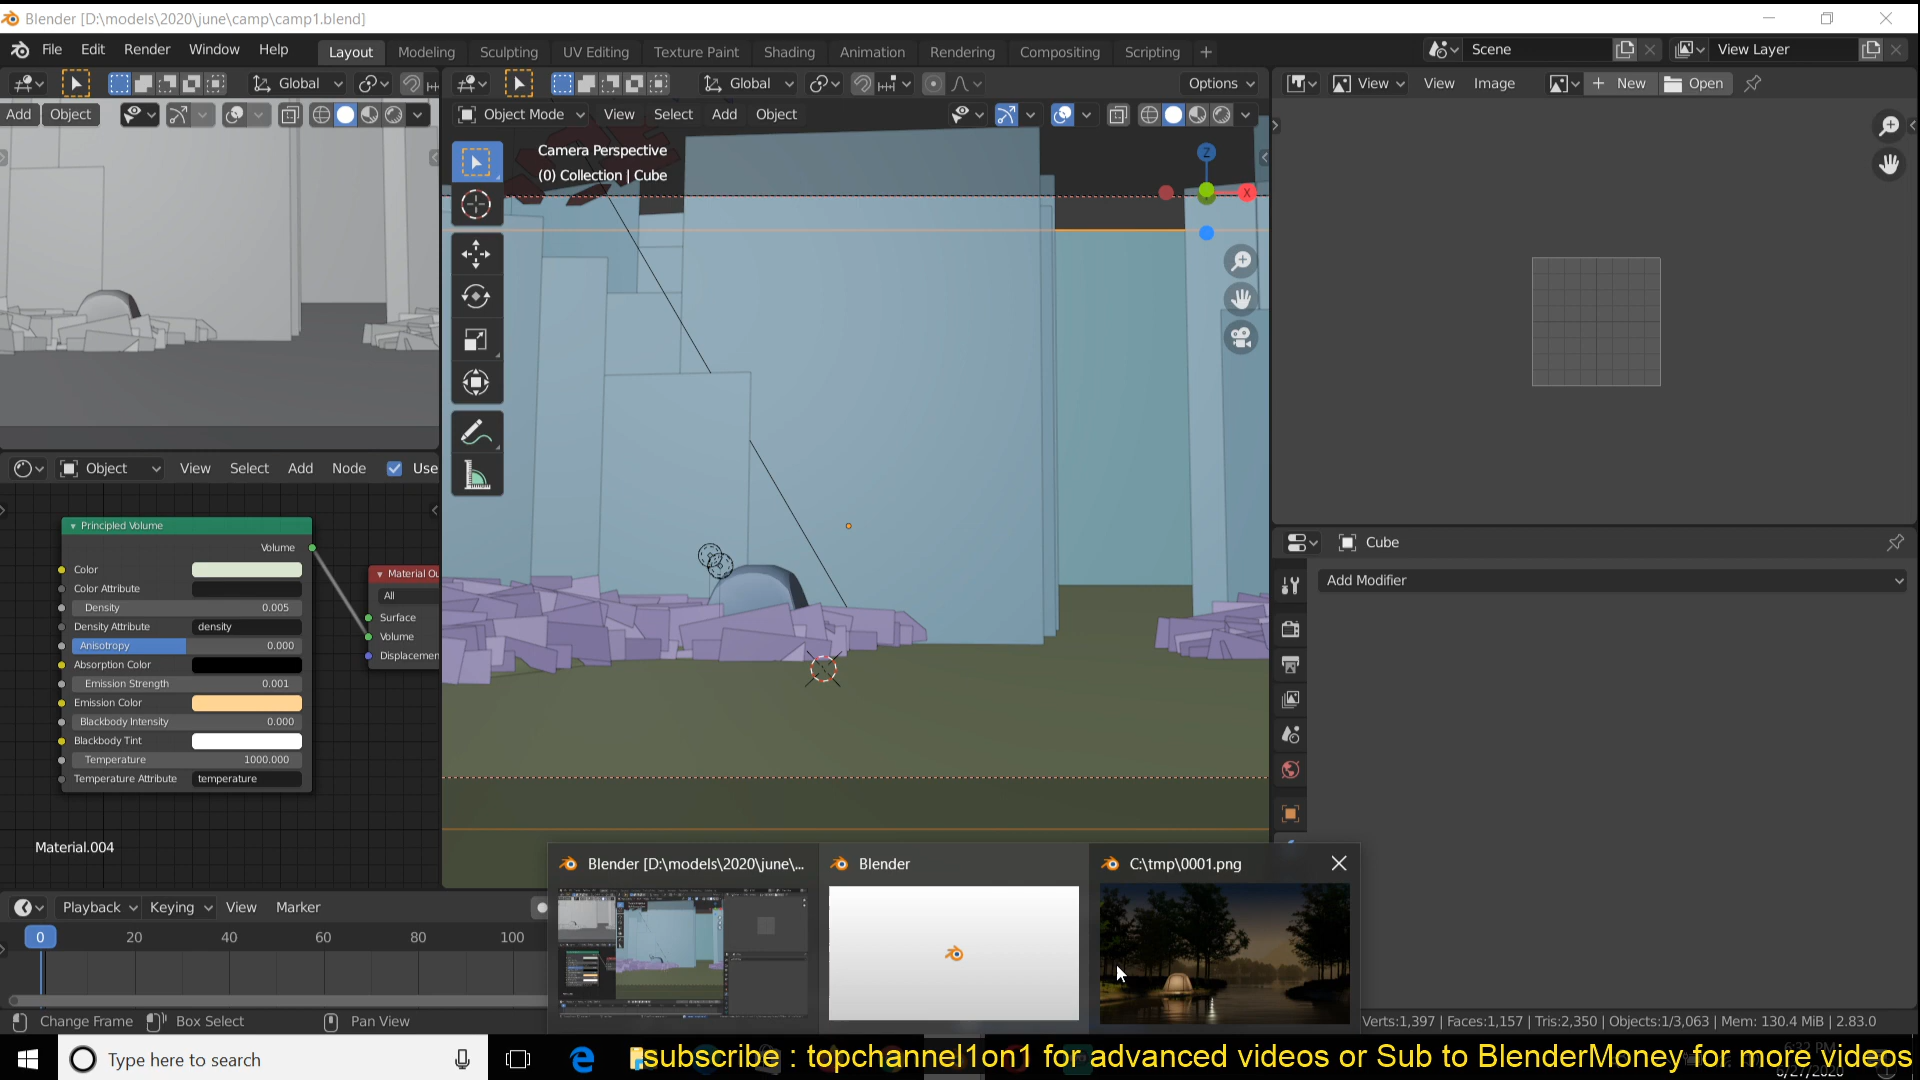 Blender [D:\models\2020\june\camp\camp1.blend]
File Edit Render Window Help
Layout Modeling Sculpting UV Editing Texture Paint Shading Animation Rendering Compositing Scripting +
Scene
View Layer
Global
Global
Options
View View Image
+ New
Open
Add Object
Object Mode View Select Add Object
Camera Perspective
(0) Collection | Cube
Z
X
Object View Select Add Node Use
Principled Volume
Volume
Color
Color Attribute
Density 0.005
Density Attribute density
Anisotropy 0.000
Absorption Color
Emission Strength 0.001
Emission Color
Blackbody Intensity 0.000
Blackbody Tint
Temperature 1000.000
Temperature Attribute temperature
Material Ou
All
Surface
Volume
Displacemen
Material.004
Cube
Add Modifier
Playback Keying View Marker
0 20 40 60 80 100
Blender [D:\models\2020\june\...
Blender
C:\tmp\0001.png
Change Frame Box Select Pan View
Verts:1,397 | Faces:1,157 | Tris:2,350 | Objects:1/3,063 | Mem: 130.4 MiB | 2.83.0
Type here to search
subscribe : topchannel1on1 for advanced videos or Sub to BlenderMoney for more videos
6:32 PM
6/27/2020